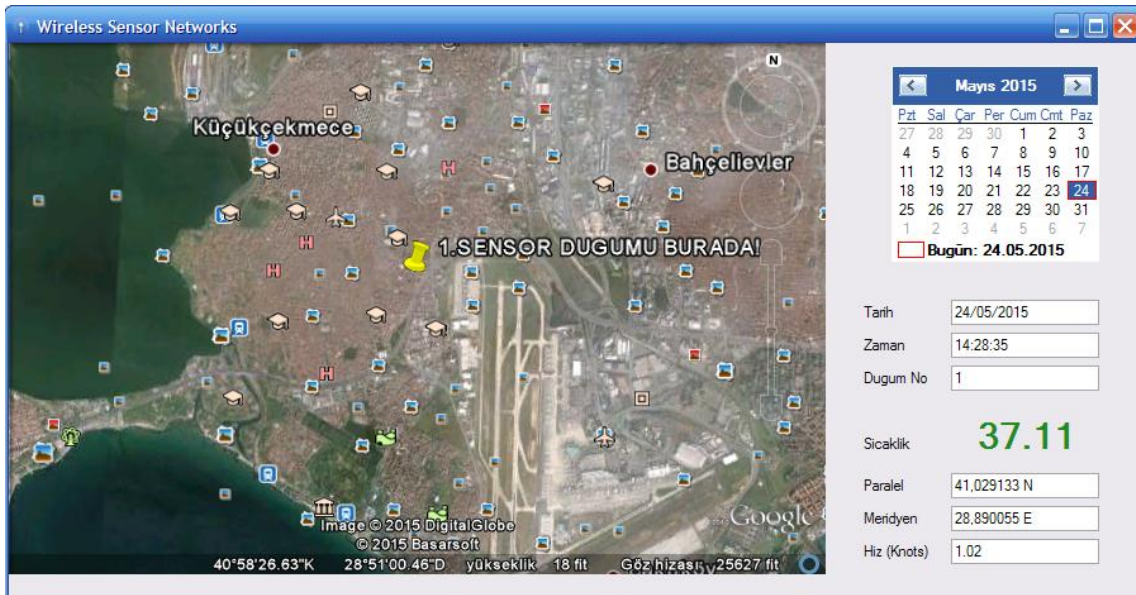 Wireless Sensor Networks
N
Küçükçekmece
Bahçelievler
H
1.SENSOR DUGUMU BURADA!
H
H
H
Image © 2015 DigitalGlobe
© 2015 Basarsoft
Google
40°58'26.63"K 28°51'00.46"D yükseklik 18 fit Göz hizası 25627 fit
Mayıs 2015
Pzt Sal Çar Per Cum Cmt Paz
27 28 29 30 1 2 3
4 5 6 7 8 9 10
11 12 13 14 15 16 17
18 19 20 21 22 23 24
25 26 27 28 29 30 31
1 2 3 4 5 6 7
Bugün: 24.05.2015
Tarih 24/05/2015
Zaman 14:28:35
Dugum No 1
Sicaklik 37.11
Paralel 41,029133 N
Meridyen 28,890055 E
Hiz (Knots) 1.02